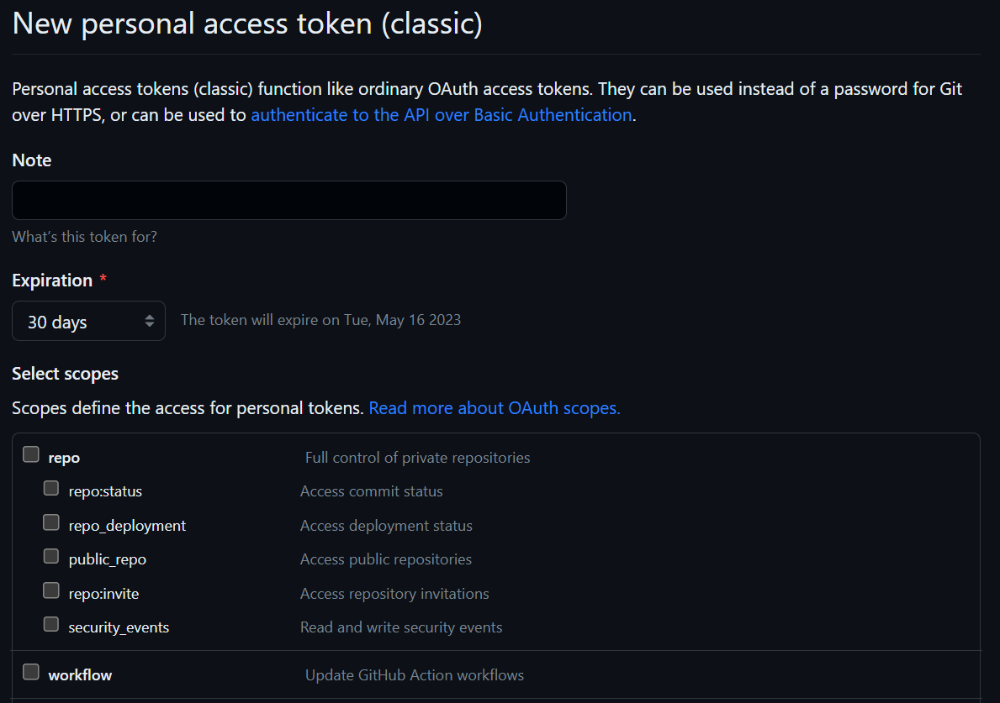 New personal access token (classic)
Personal access tokens (classic) function like ordinary OAuth access tokens. They can be used instead of a password for Git
over HTTPS, or can be used to authenticate to the API over Basic Authentication.
Note
What's this token for?
Expiration *
30 days The token will expire on Tue, May 16 2023
Select scopes
Scopes define the access for personal tokens. Read more about OAuth scopes.
repo Full control of private repositories
repo:status Access commit status
repo_deployment Access deployment status
public_repo Access public repositories
repo:invite Access repository invitations
security_events Read and write security events
workflow Update GitHub Action workflows